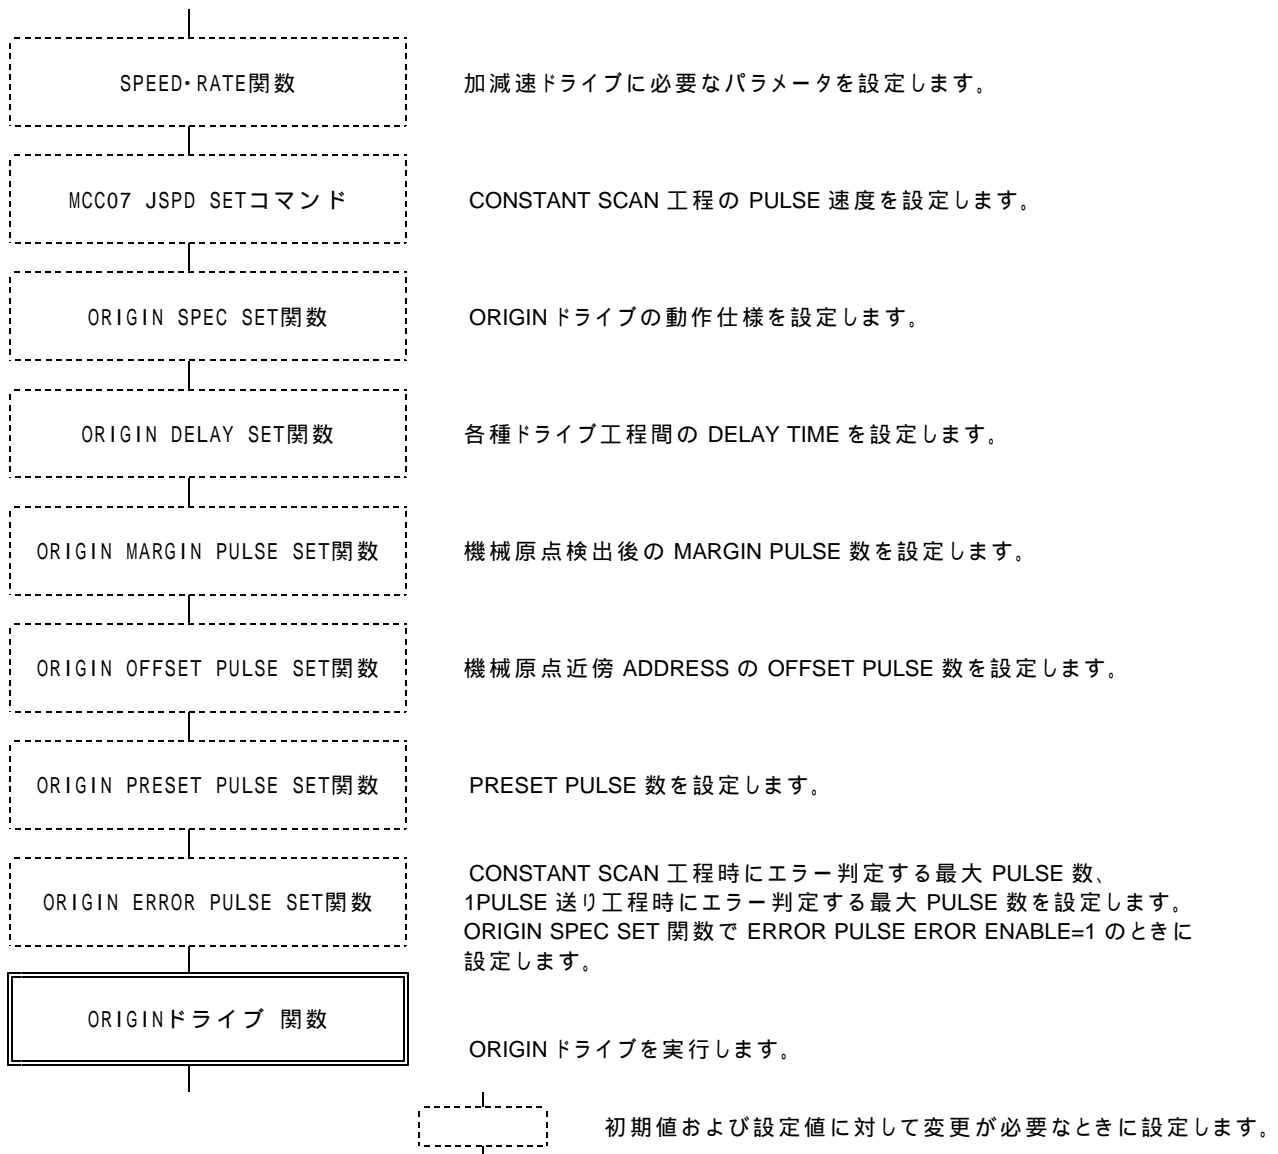 SPEED・RATE関数
加減速ドライブに必要なパラメータを設定します。
MCC07 JSPD SETコマンド
CONSTANT SCAN 工程の PULSE 速度を設定します。
ORIGIN SPEC SET関数
ORIGIN ドライブの動作仕様を設定します。
ORIGIN DELAY SET関数
各種ドライブ工程間の DELAY TIME を設定します。
ORIGIN MARGIN PULSE SET関数
機械原点検出後の MARGIN PULSE 数を設定します。
ORIGIN OFFSET PULSE SET関数
機械原点近傍 ADDRESS の OFFSET PULSE 数を設定します。
ORIGIN PRESET PULSE SET関数
PRESET PULSE 数を設定します。
ORIGIN ERROR PULSE SET関数
CONSTANT SCAN 工程時にエラー判定する最大 PULSE 数、
1PULSE 送り工程時にエラー判定する最大 PULSE 数を設定します。
ORIGIN SPEC SET 関数で ERROR PULSE EROR ENABLE=1 のときに
設定します。
ORIGINドライブ 関数
ORIGIN ドライブを実行します。
初期値および設定値に対して変更が必要なときに設定します。